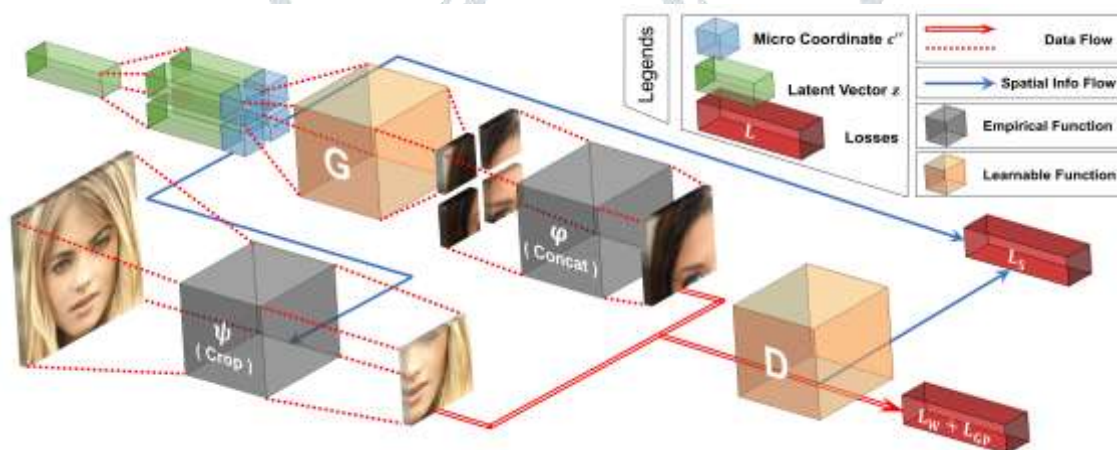 Legends
Micro Coordinate c''
Latent Vector z
L
Losses
Data Flow
Spatial Info Flow
Empirical Function
Learnable Function
G
φ
( Concat )
ψ
( Crop )
D
L_S
L_W + L_GP